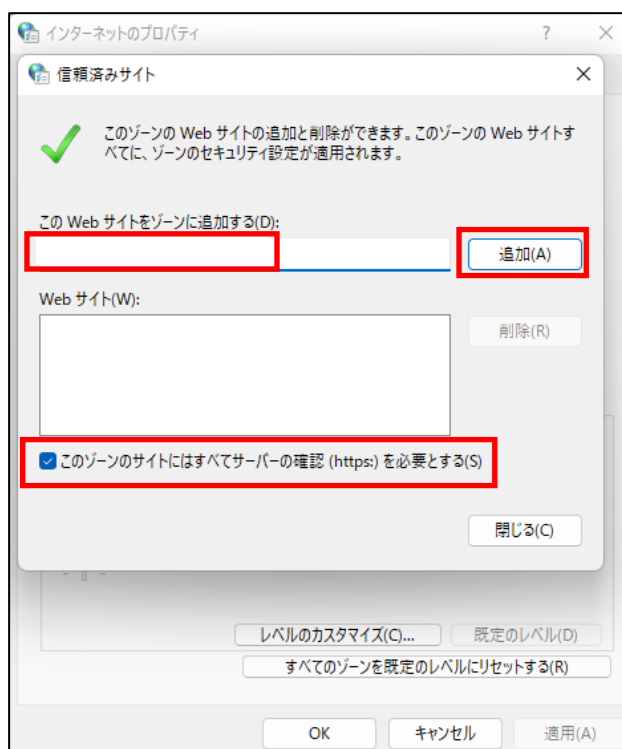 インターネットのプロパティ
?
信頼済みサイト
このゾーンの Web サイトの追加と削除ができます。このゾーンの Web サイトす
べてに、ゾーンのセキュリティ設定が適用されます。
この Web サイトをゾーンに追加する(D):
追加(A)
Web サイト(W):
削除(R)
このゾーンのサイトにはすべてサーバーの確認 (https:) を必要とする(S)
閉じる(C)
レベルのカスタマイズ(C)...
既定のレベル(D)
すべてのゾーンを既定のレベルにリセットする(R)
OK
キャンセル
適用(A)